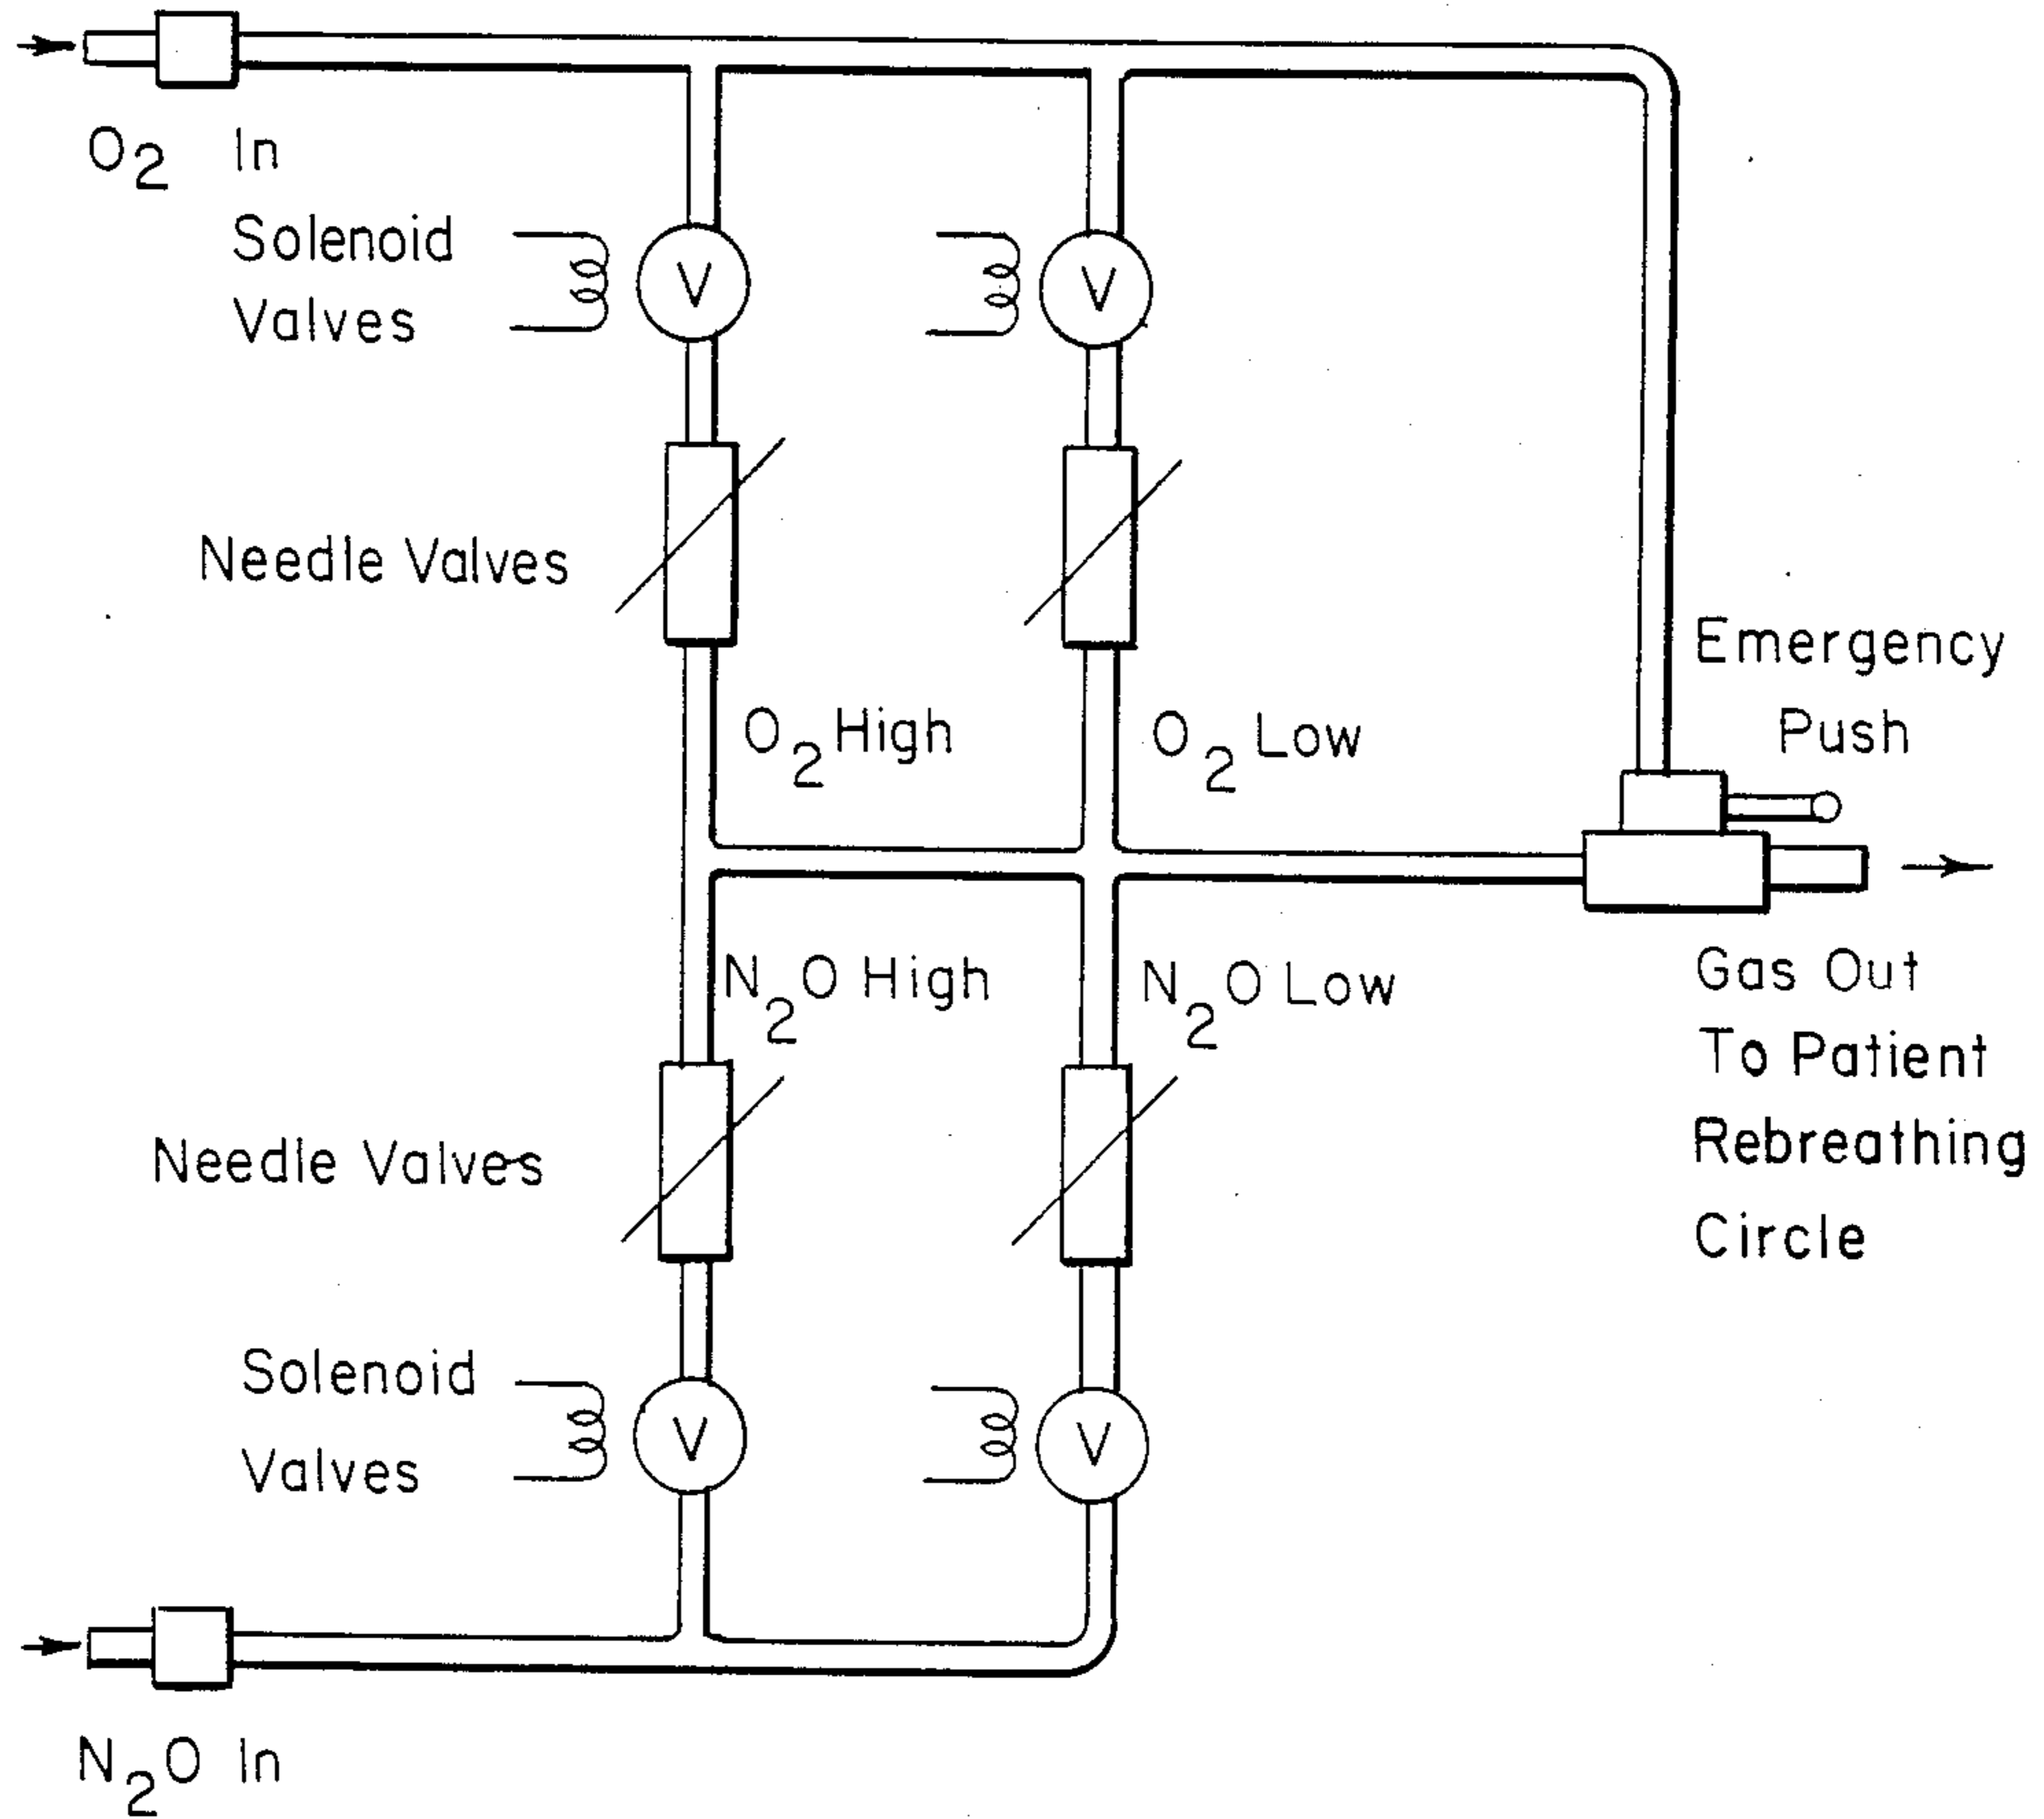 O2 In
Solenoid
Valves
V
V
Needle Valves
Emergency
Push
O2 High
O2 Low
N2O High
N2O Low
Gas Out
To Patient
Rebreathing
Circle
Needle Valves
Solenoid
Valves
V
V
N2O In